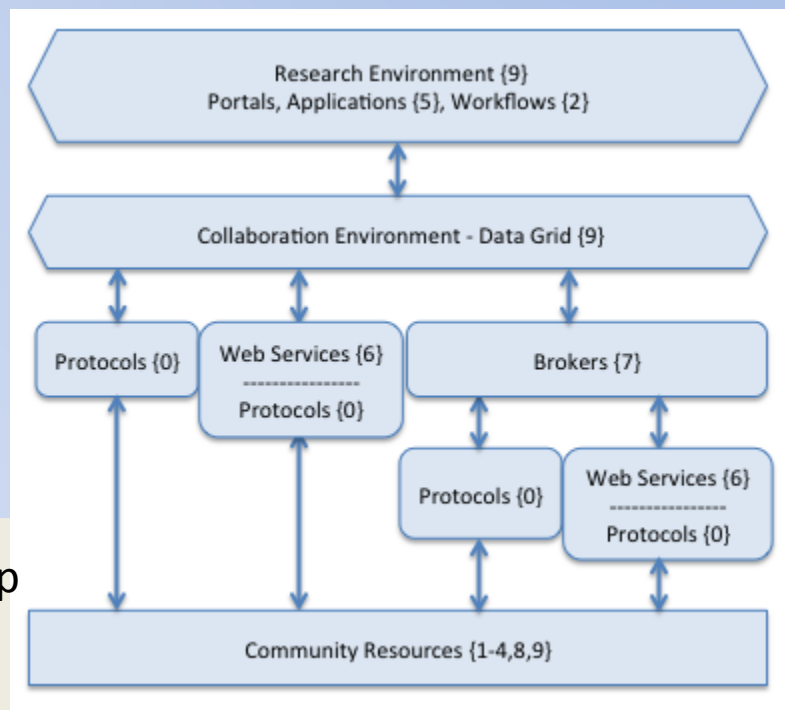 Research Environment {9}
Portals, Applications {5}, Workflows {2}
Collaboration Environment - Data Grid {9}
Protocols {0}
Web Services {6}
----------------
Protocols {0}
Brokers {7}
Protocols {0}
Web Services {6}
----------------
Protocols {0}
p
Community Resources {1-4,8,9}